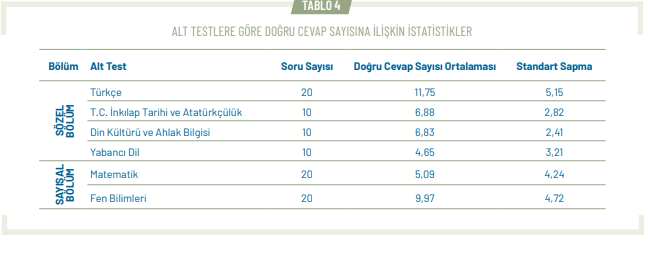 TABLO 4
ALT TESTLERE GÖRE DOĞRU CEVAP SAYISINA İLİŞKİN İSTATİSTİKLER
Bölüm Alt Test Soru Sayısı Doğru Cevap Sayısı Ortalaması Standart Sapma
SÖZEL BÖLÜM
Türkçe 20 11,75 5,15
T.C. İnkılap Tarihi ve Atatürkçülük 10 6,88 2,82
Din Kültürü ve Ahlak Bilgisi 10 6,83 2,41
Yabancı Dil 10 4,65 3,21
SAYISAL BÖLÜM
Matematik 20 5,09 4,24
Fen Bilimleri 20 9,97 4,72